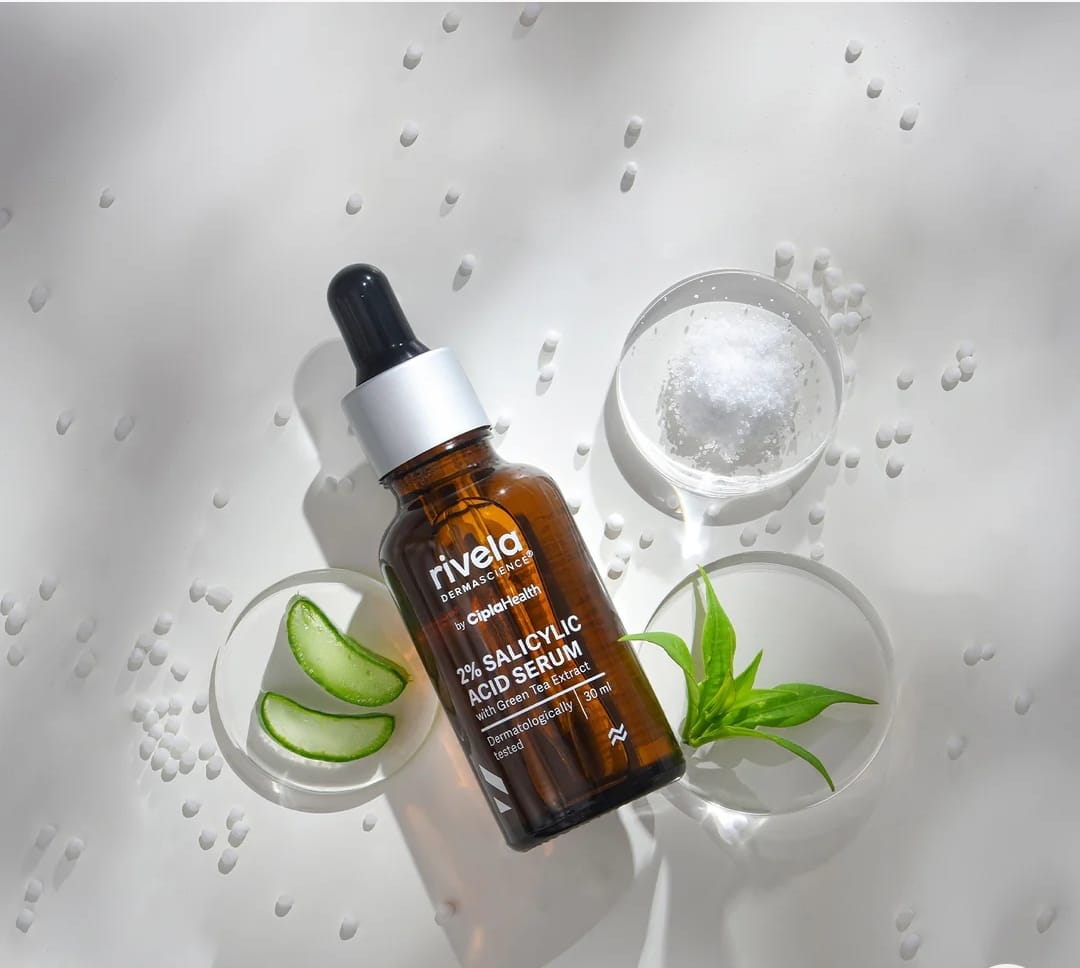 rivela
DERMASCIENCE®
by CiplaHealth
2% SALICYLIC
ACID SERUM
with Green Tea Extract
Dermatologically
tested
30 ml